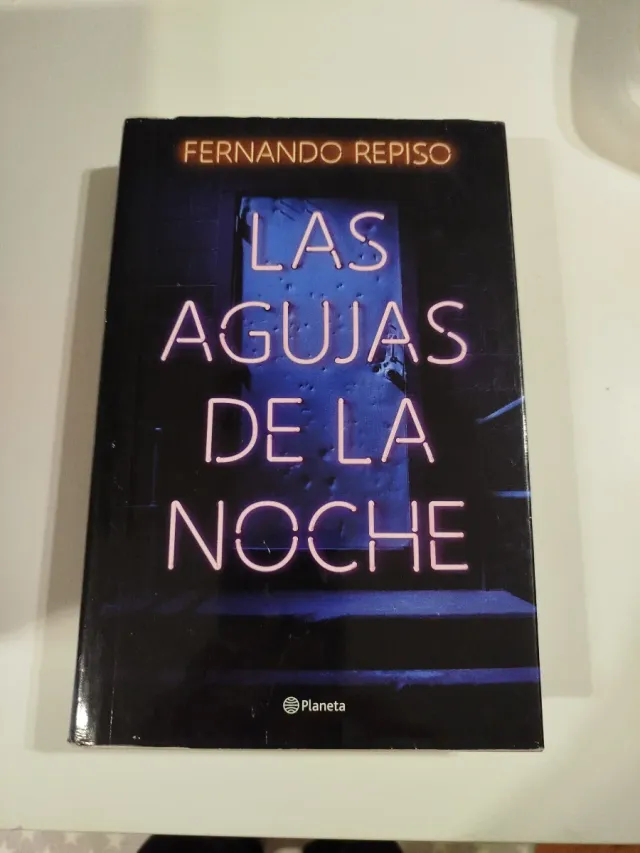 FERNANDO REPISO
LAS
AGUJAS
DE LA
NOCHE
Planeta